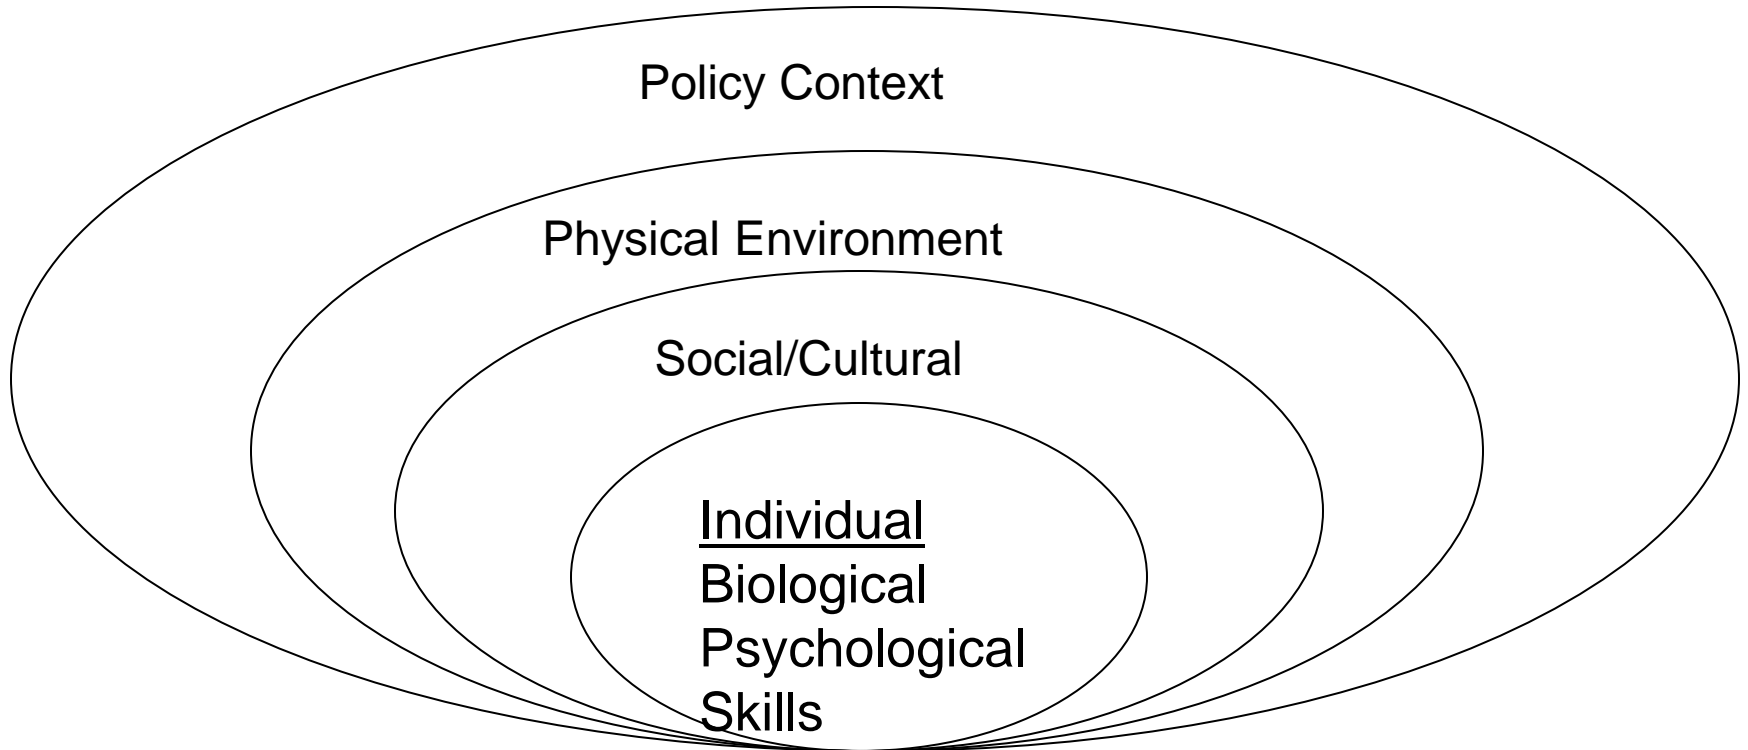 Policy Context
Physical Environment
Social/Cultural
Individual
Biological
Psychological
Skills